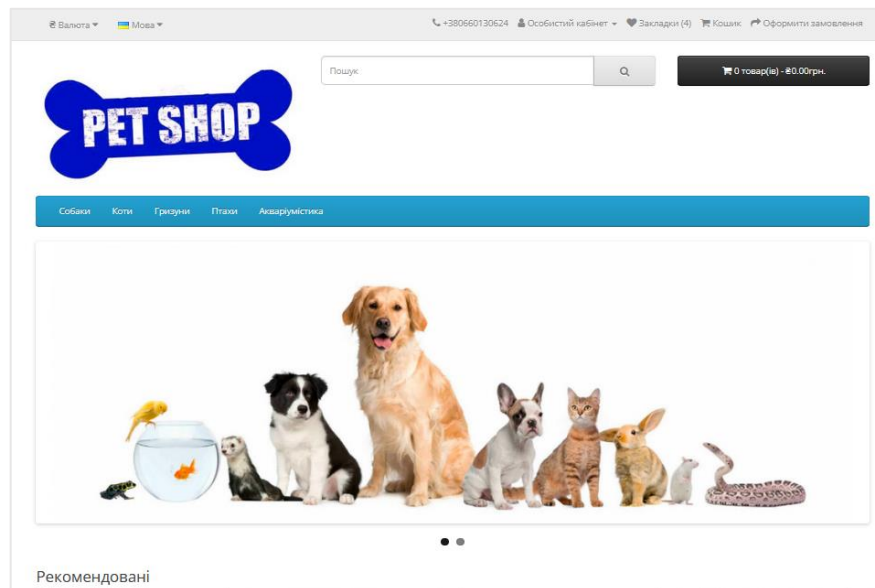 ₴ Валюта Мова +380660130624 Особистий кабінет Закладки (4) Кошик Оформити замовлення
Пошук
0 товар(ів) - ₴0.00грн.
PET SHOP
Собаки Коти Гризуни Птахи Акваріумістика
Рекомендовані